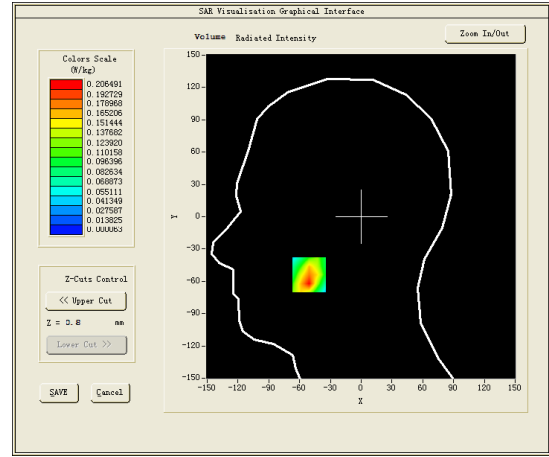 SAR Visualisation Graphical Interface
Volume Radiated Intensity
Zoom In/Out
Colors Scale
(W/kg)
0.206491
0.192729
0.178968
0.165206
0.151444
0.137682
0.123920
0.110158
0.096396
0.082634
0.068873
0.055111
0.041349
0.027587
0.013825
0.000063
Z-Cuts Control
<< Upper Cut
Z = 0.8 mm
Lower Cut >>
SAVE Cancel
150
120
90
60
30
0
-30
-60
-90
-120
-150
Y
-150 -120 -90 -60 -30 0 30 60 90 120 150
X